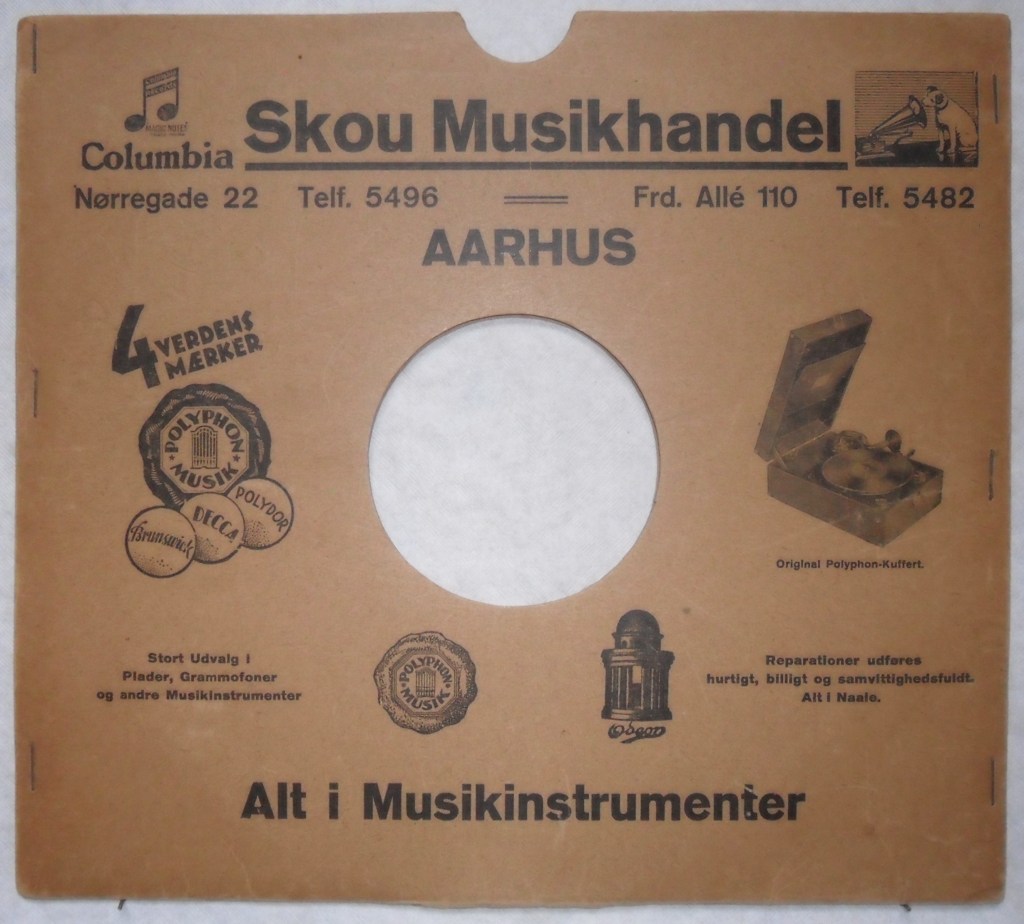 Columbia
Skou Musikhandel
Nørregade 22 Telf. 5496 Frd. Allé 110 Telf. 5482
AARHUS
4 VERDENS
MÆRKER
POLYPHON
MUSIK
POLYDOR
DECCA
Brunswick
Original Polyphon-Kuffert.
Stort Udvalg i
Plader, Grammofoner
og andre Musikinstrumenter
POLYPHON
MUSIK
Odeon
Reparationer udføres
hurtigt, billigt og samvittighedsfuldt.
Alt i Naale.
Alt i Musikinstrumenter